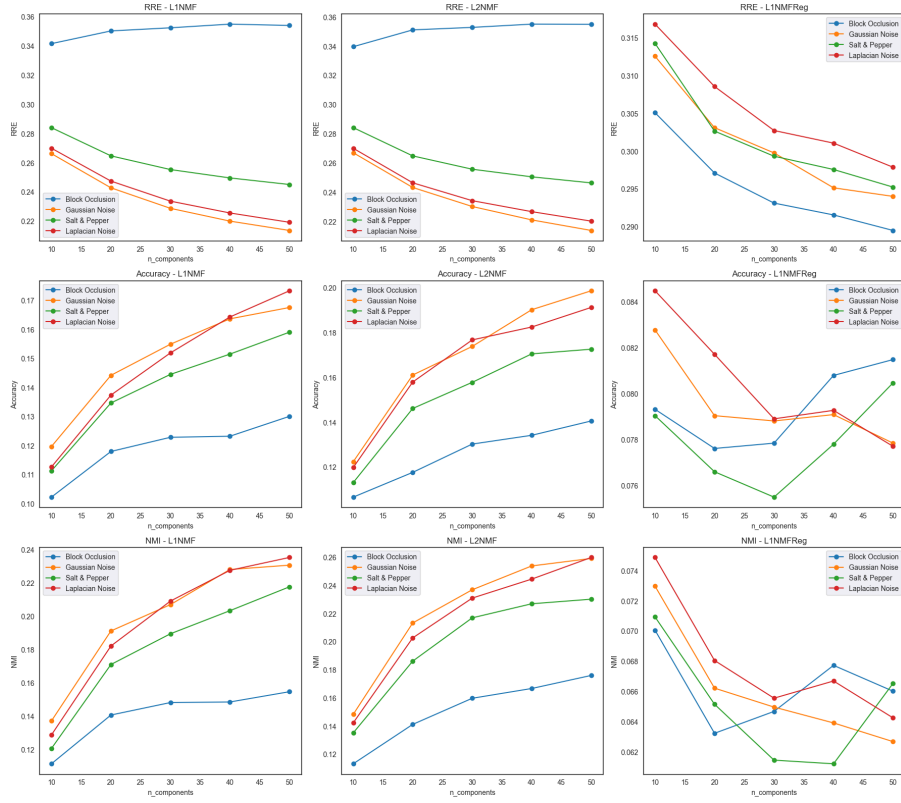 RRE - L1NMF
0.36
0.34
0.32
0.30
0.28
0.26
0.24
0.22
RRE
Block Occlusion
Gaussian Noise
Salt & Pepper
Laplacian Noise
10 15 20 25 30 35 40 45 50
n_components
RRE - L2NMF
0.36
0.34
0.32
0.30
0.28
0.26
0.24
0.22
RRE
Block Occlusion
Gaussian Noise
Salt & Pepper
Laplacian Noise
10 15 20 25 30 35 40 45 50
n_components
RRE - L1NMFReg
0.315
0.310
0.305
0.300
0.295
0.290
RRE
Block Occlusion
Gaussian Noise
Salt & Pepper
Laplacian Noise
10 15 20 25 30 35 40 45 50
n_components
Accuracy - L1NMF
0.17
0.16
0.15
0.14
0.13
0.12
0.11
0.10
Accuracy
Block Occlusion
Gaussian Noise
Salt & Pepper
Laplacian Noise
10 15 20 25 30 35 40 45 50
n_components
Accuracy - L2NMF
0.20
0.18
0.16
0.14
0.12
Accuracy
Block Occlusion
Gaussian Noise
Salt & Pepper
Laplacian Noise
10 15 20 25 30 35 40 45 50
n_components
Accuracy - L1NMFReg
0.084
0.082
0.080
0.078
0.076
Accuracy
Block Occlusion
Gaussian Noise
Salt & Pepper
Laplacian Noise
10 15 20 25 30 35 40 45 50
n_components
NMI - L1NMF
0.24
0.22
0.20
0.18
0.16
0.14
0.12
NMI
Block Occlusion
Gaussian Noise
Salt & Pepper
Laplacian Noise
10 15 20 25 30 35 40 45 50
n_components
NMI - L2NMF
0.26
0.24
0.22
0.20
0.18
0.16
0.14
0.12
NMI
Block Occlusion
Gaussian Noise
Salt & Pepper
Laplacian Noise
10 15 20 25 30 35 40 45 50
n_components
NMI - L1NMFReg
0.074
0.072
0.070
0.068
0.066
0.064
0.062
NMI
Block Occlusion
Gaussian Noise
Salt & Pepper
Laplacian Noise
10 15 20 25 30 35 40 45 50
n_components